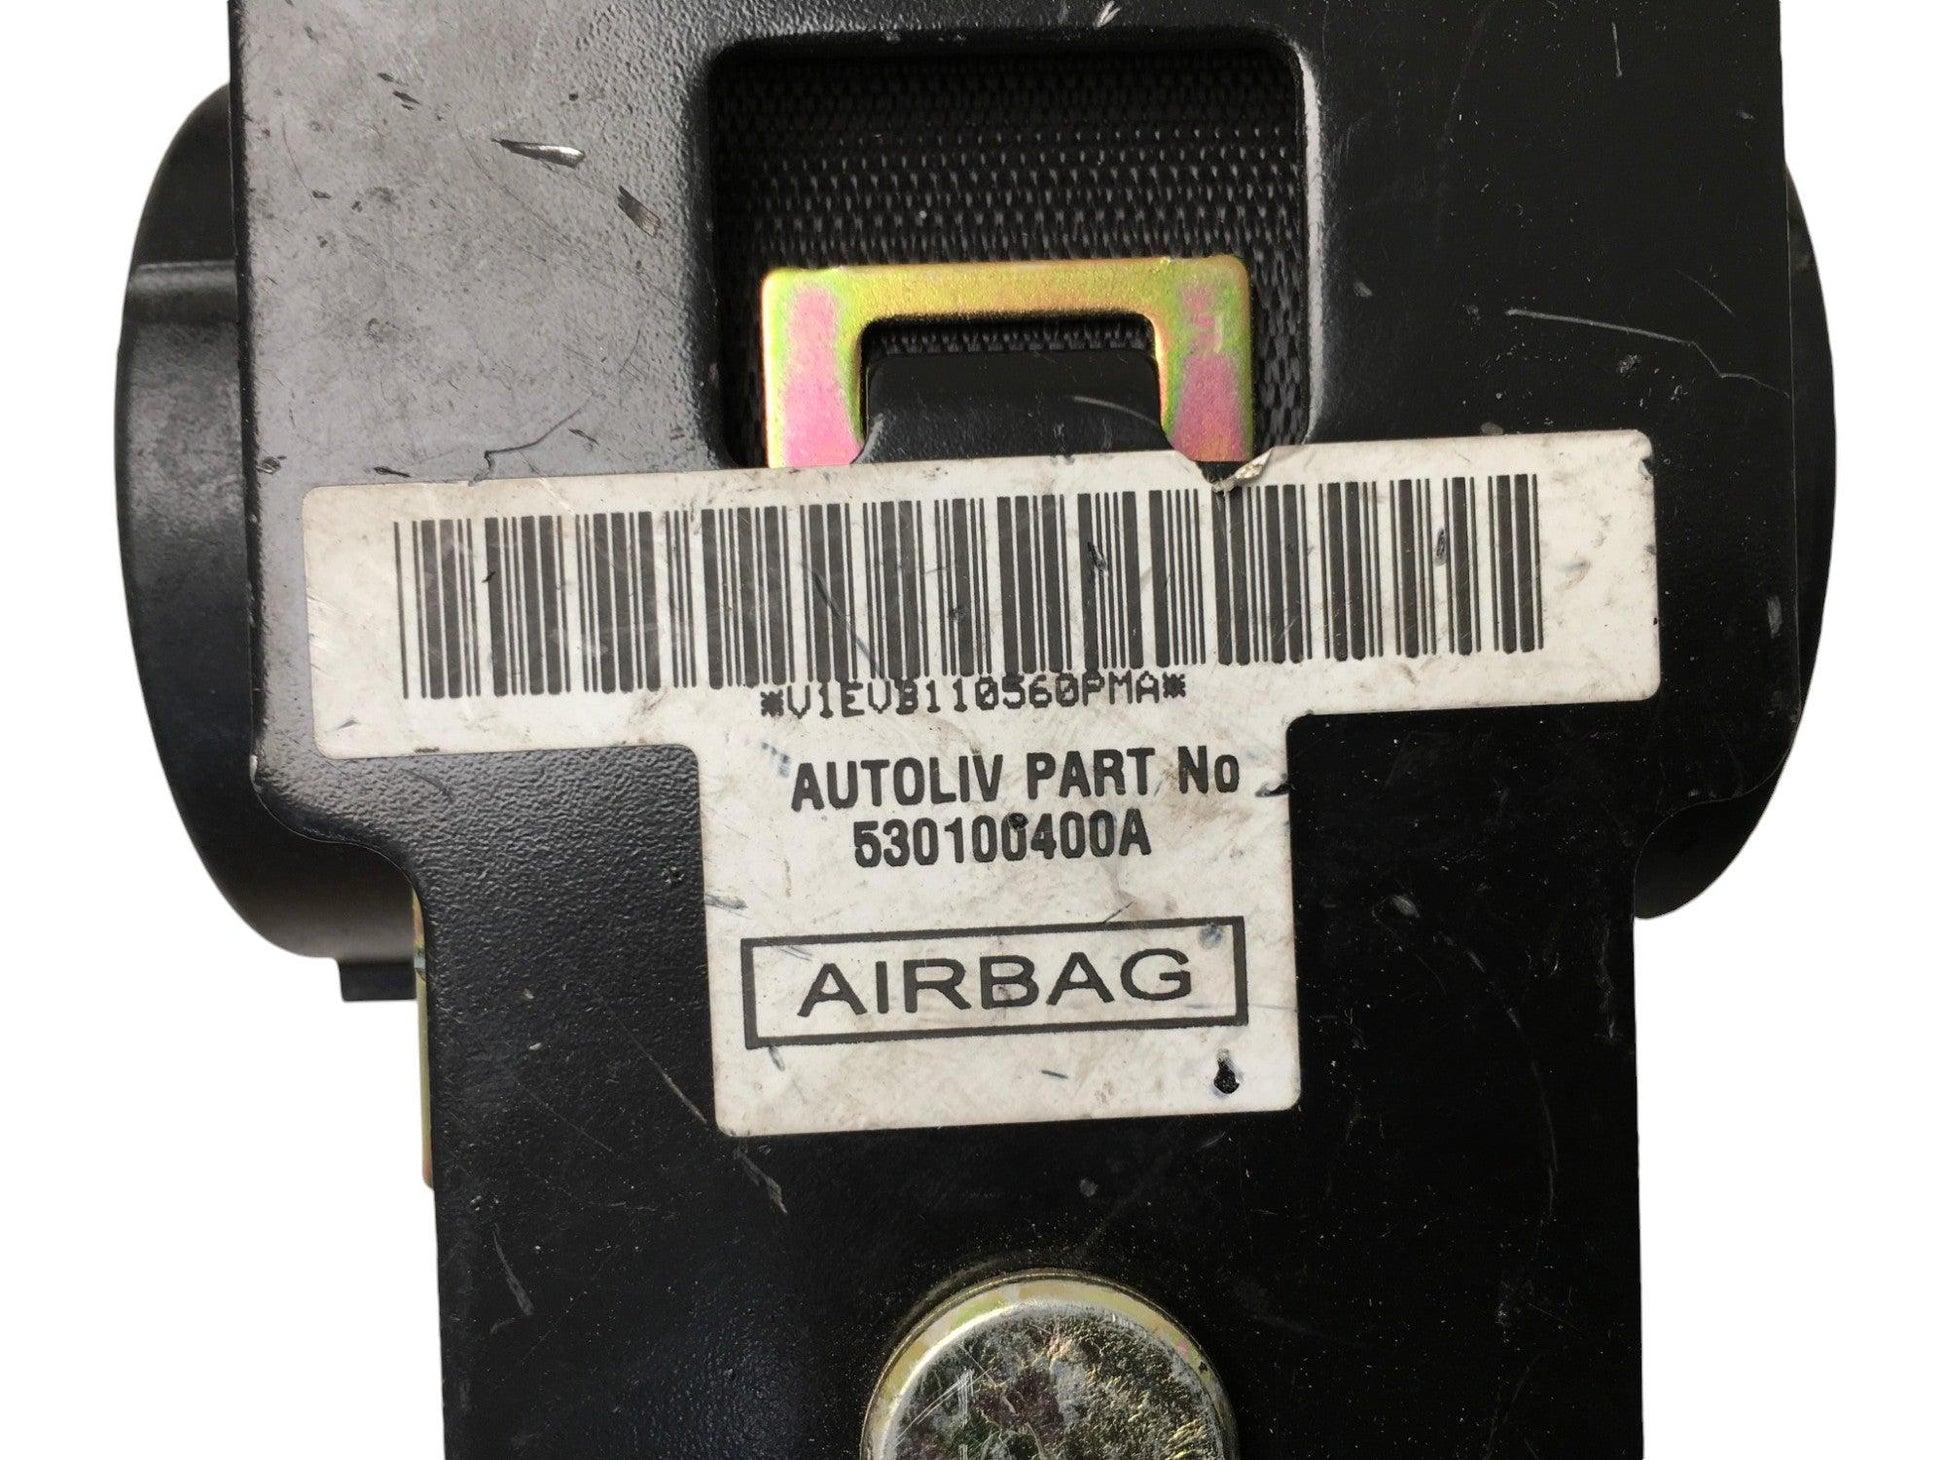 *V1EVB110560PMA*
AUTOLIV PART No
530100400A
AIRBAG